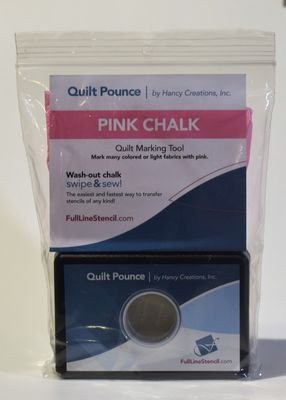 Quilt Pounce | by Hancy Creations, Inc.
PINK CHALK
Quilt Marking Tool
Mark many colored or light fabrics with pink.
Wash-out chalk
swipe & sew!
The easiest and fastest way to transfer
stencils of any kind!
FullLineStencil.com
Quilt Pounce | by Hancy Creations, Inc.
FullLineStencil.com